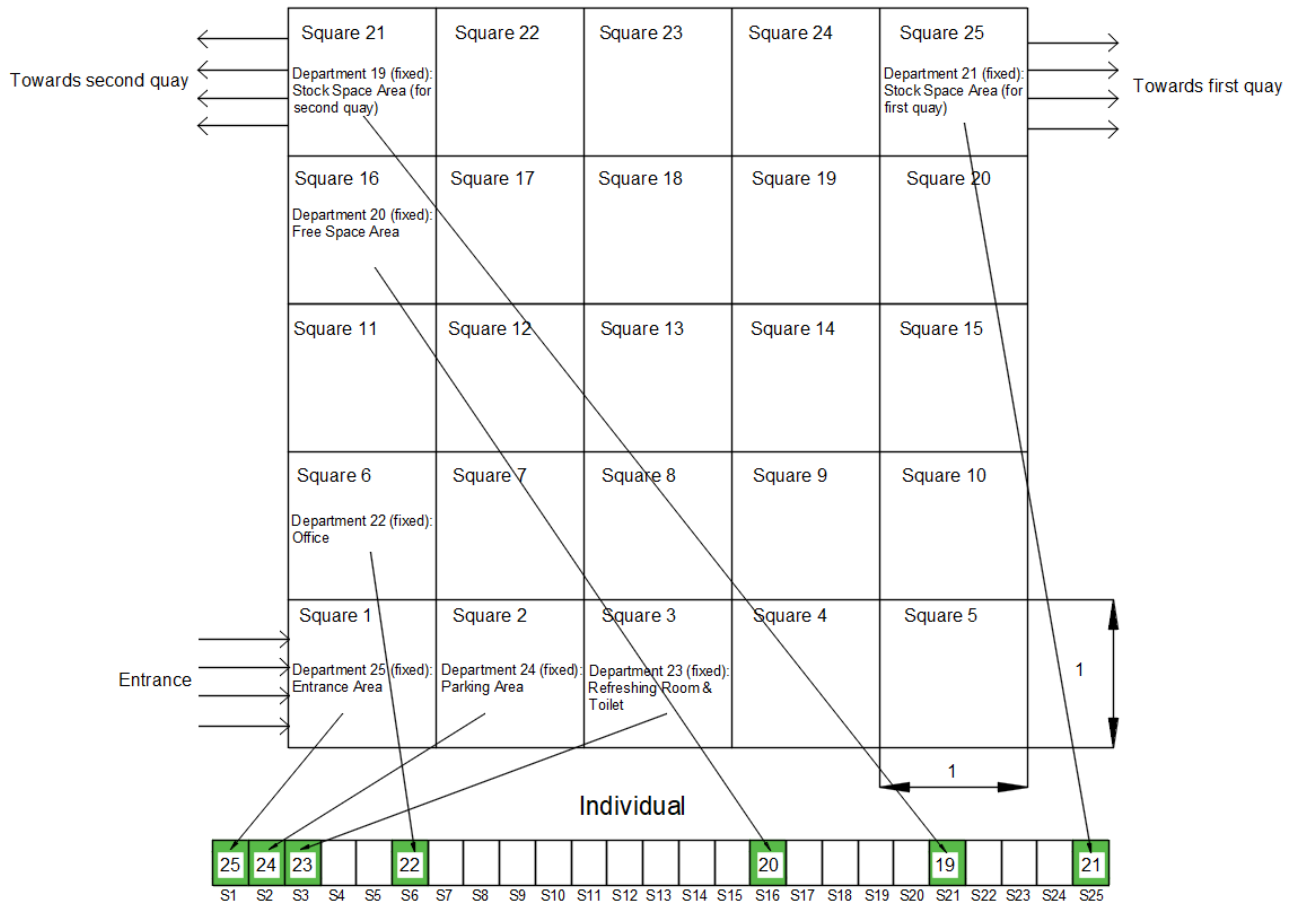 Square 21
Square 22
Square 23
Square 24
Square 25
Towards second quay
Department 19 (fixed):
Stock Space Area (for
second quay)
Department 21 (fixed):
Stock Space Area (for
first quay)
Towards first quay
Square 16
Square 17
Square 18
Square 19
Square 20
Department 20 (fixed):
Free Space Area
Square 11
Square 12
Square 13
Square 14
Square 15
Square 6
Square 7
Square 8
Square 9
Square 10
Department 22 (fixed):
Office
Square 1
Square 2
Square 3
Square 4
Square 5
Entrance
Department 25 (fixed):
Entrance Area
Department 24 (fixed):
Parking Area
Department 23 (fixed):
Refreshing Room &
Toilet
1
1
Individual
25 24 23 22 20 19 21
S1 S2 S3 S4 S5 S6 S7 S8 S9 S10 S11 S12 S13 S14 S15 S16 S17 S18 S19 S20 S21 S22 S23 S24 S25